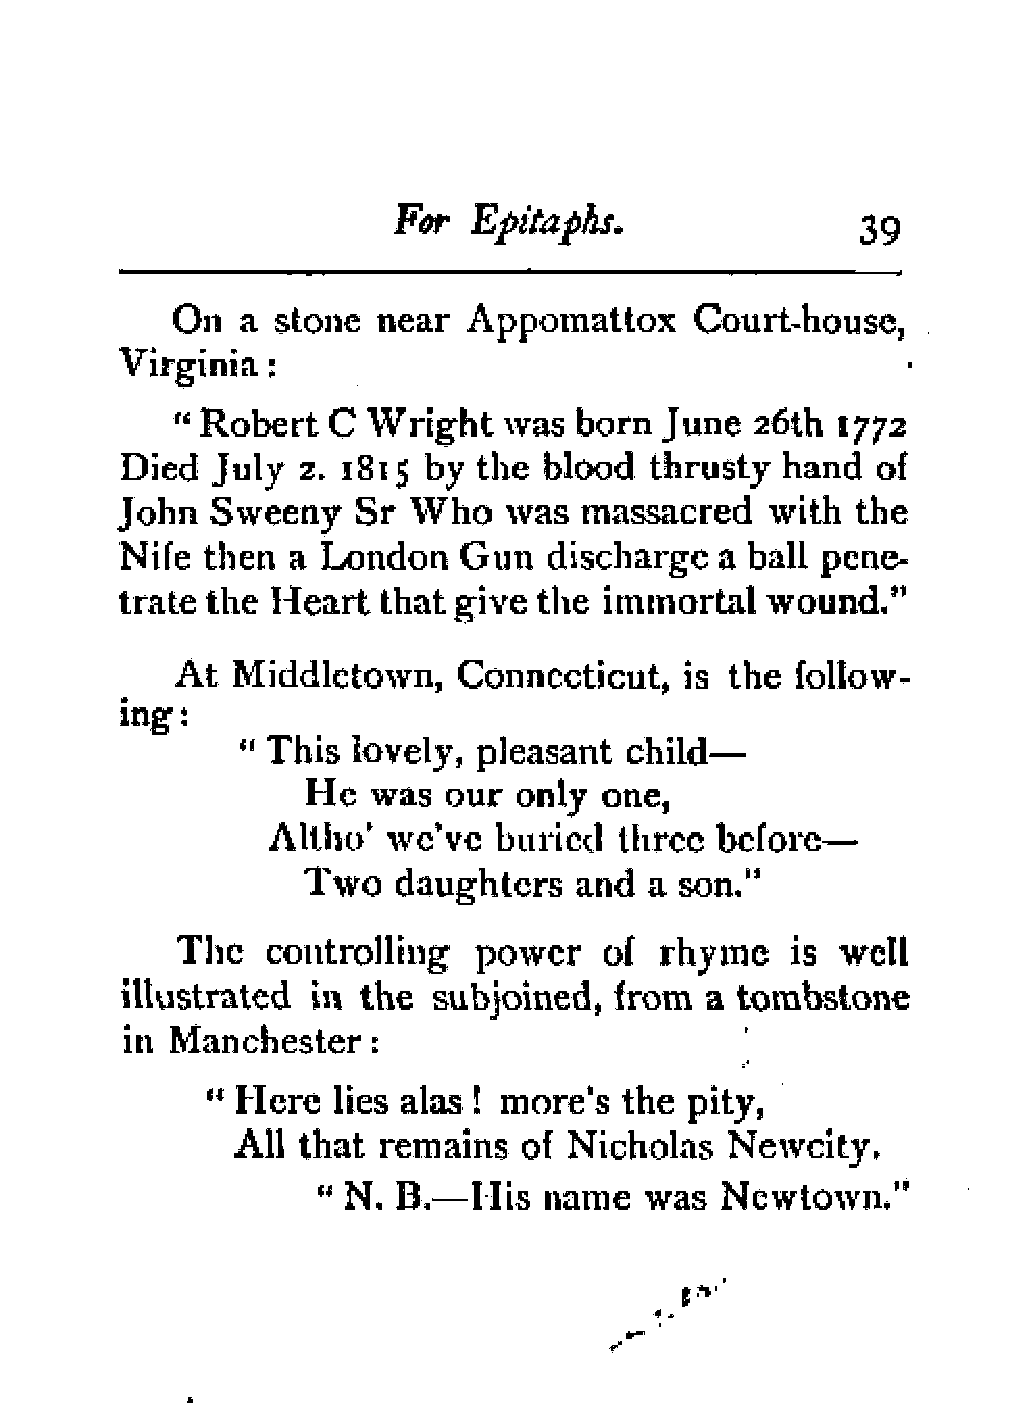 For Epitaphs. 39
On a stone near Appomattox Court-house,
Virginia :
" Robert C Wright was born June 26th 1772
Died July 2. 1815 by the blood thrusty hand of
John Sweeny Sr Who was massacred with the
Nife then a London Gun discharge a ball pene-
trate the Heart that give the immortal wound."
At Middletown, Connecticut, is the follow-
ing :
" This lovely, pleasant child—
He was our only one,
Altho' we've buried three before—
Two daughters and a son."
The controlling power of rhyme is well
illustrated in the subjoined, from a tombstone
in Manchester :
" Here lies alas ! more's the pity,
All that remains of Nicholas Newcity.
" N. B.—His name was Newtown."